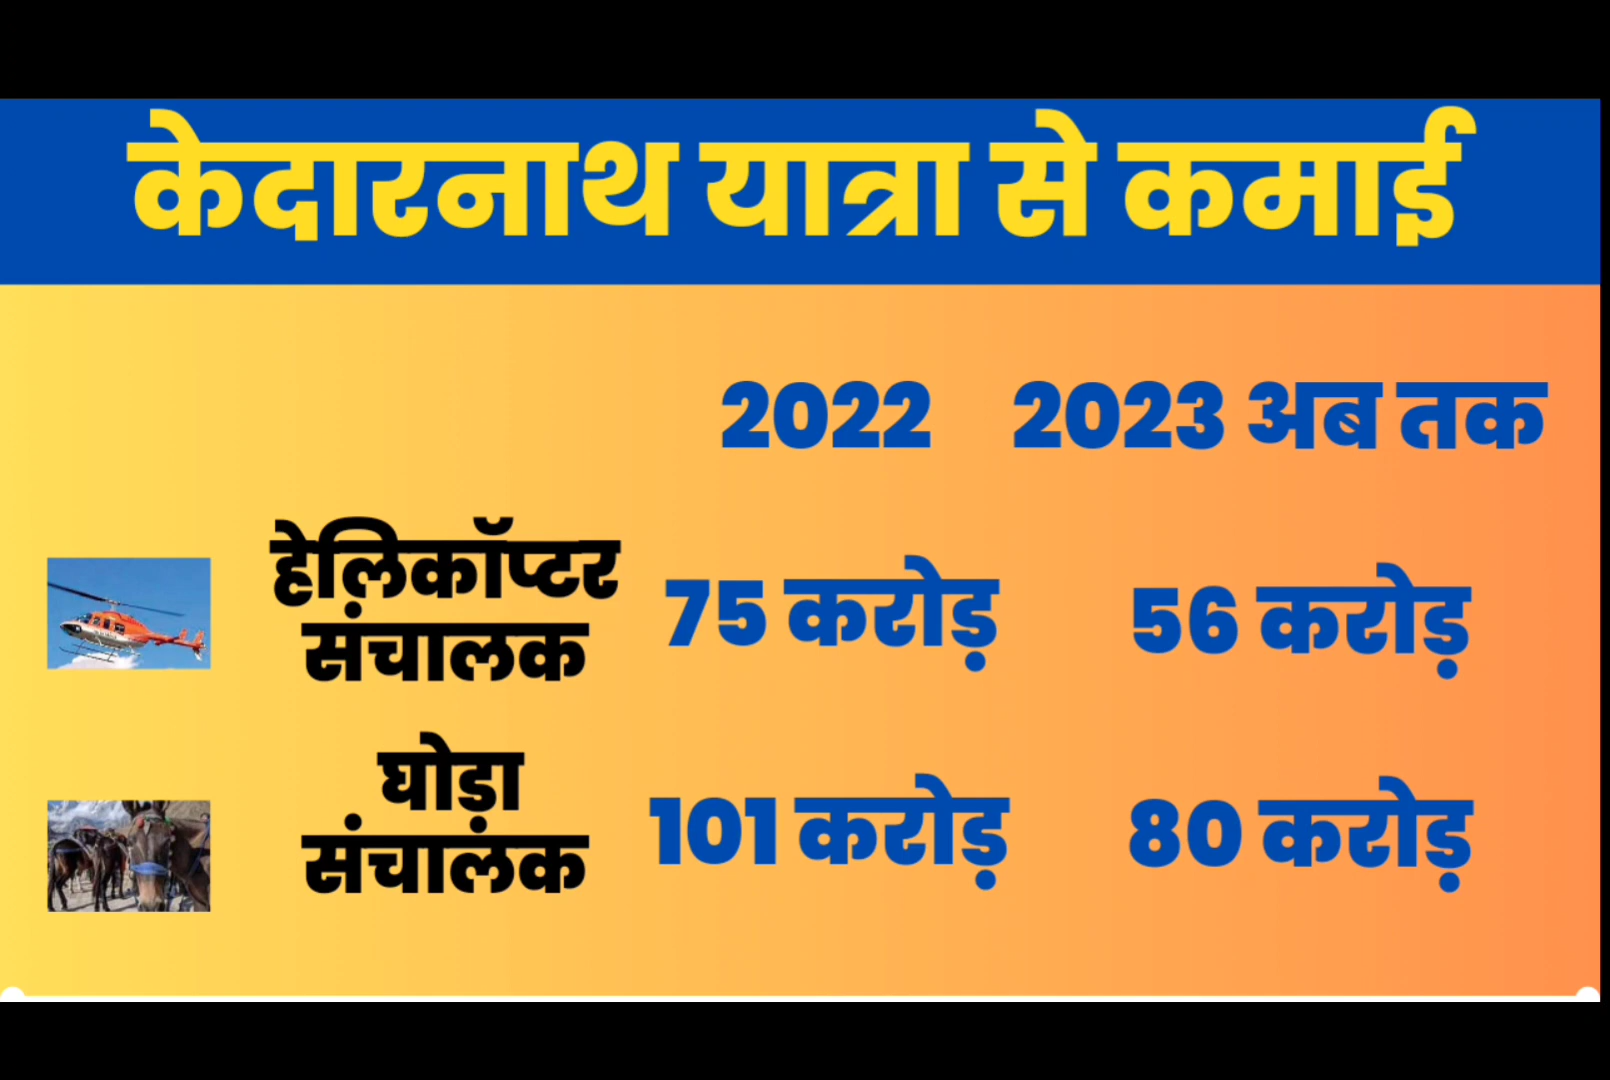 केदारनाथ यात्रा से कमाई
2022 2023 अब तक
हेलिकॉप्टर
संचालक
75 करोड़ 56 करोड़
घोड़ा
संचालक
101 करोड़ 80 करोड़